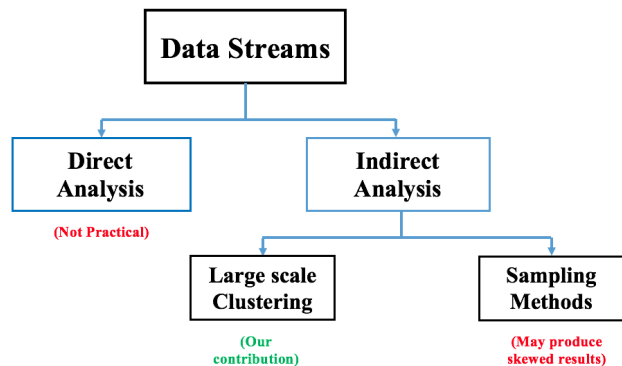 Data Streams
Direct
Analysis
Indirect
Analysis
(Not Practical)
Large scale
Clustering
Sampling
Methods
(Our
contribution)
(May produce
skewed results)